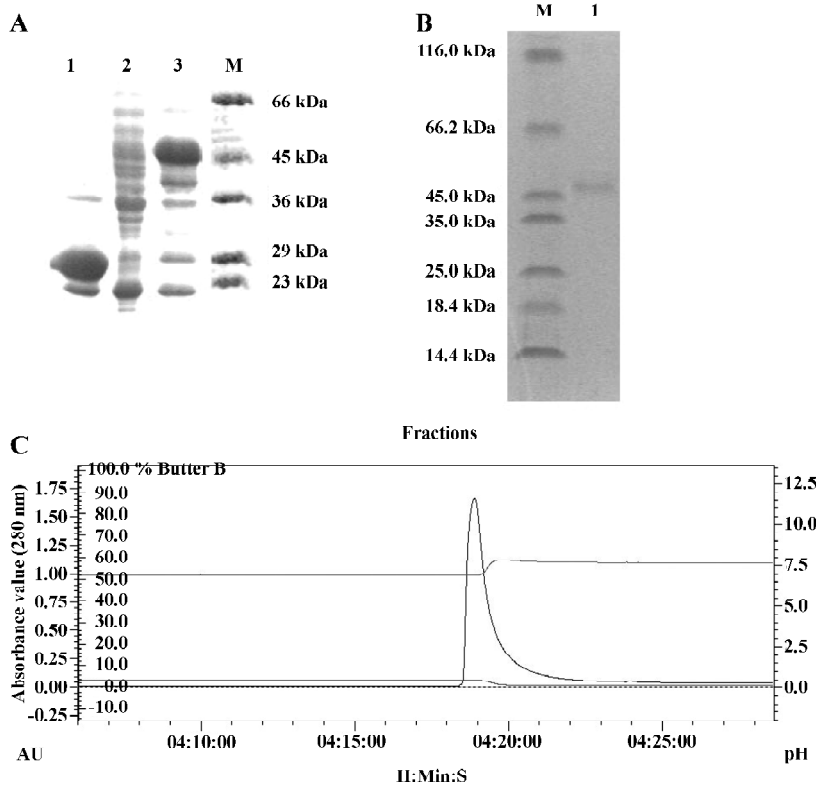 A
1 2 3 M
66 kDa
45 kDa
36 kDa
29 kDa
23 kDa
B
M 1
116.0 kDa
66.2 kDa
45.0 kDa
35.0 kDa
25.0 kDa
18.4 kDa
14.4 kDa
C
Fractions
Absorbance value (280 nm)
1.75
1.50
1.25
1.00
0.75
0.50
0.25
0.00
-0.25
100.0 % Butter B
90.0
80.0
70.0
60.0
50.0
40.0
30.0
20.0
10.0
0.0
-10.0
12.5
10.0
7.5
5.0
2.5
0.0
04:10:00 04:15:00 04:20:00 04:25:00
AU
pH
II:Min:S